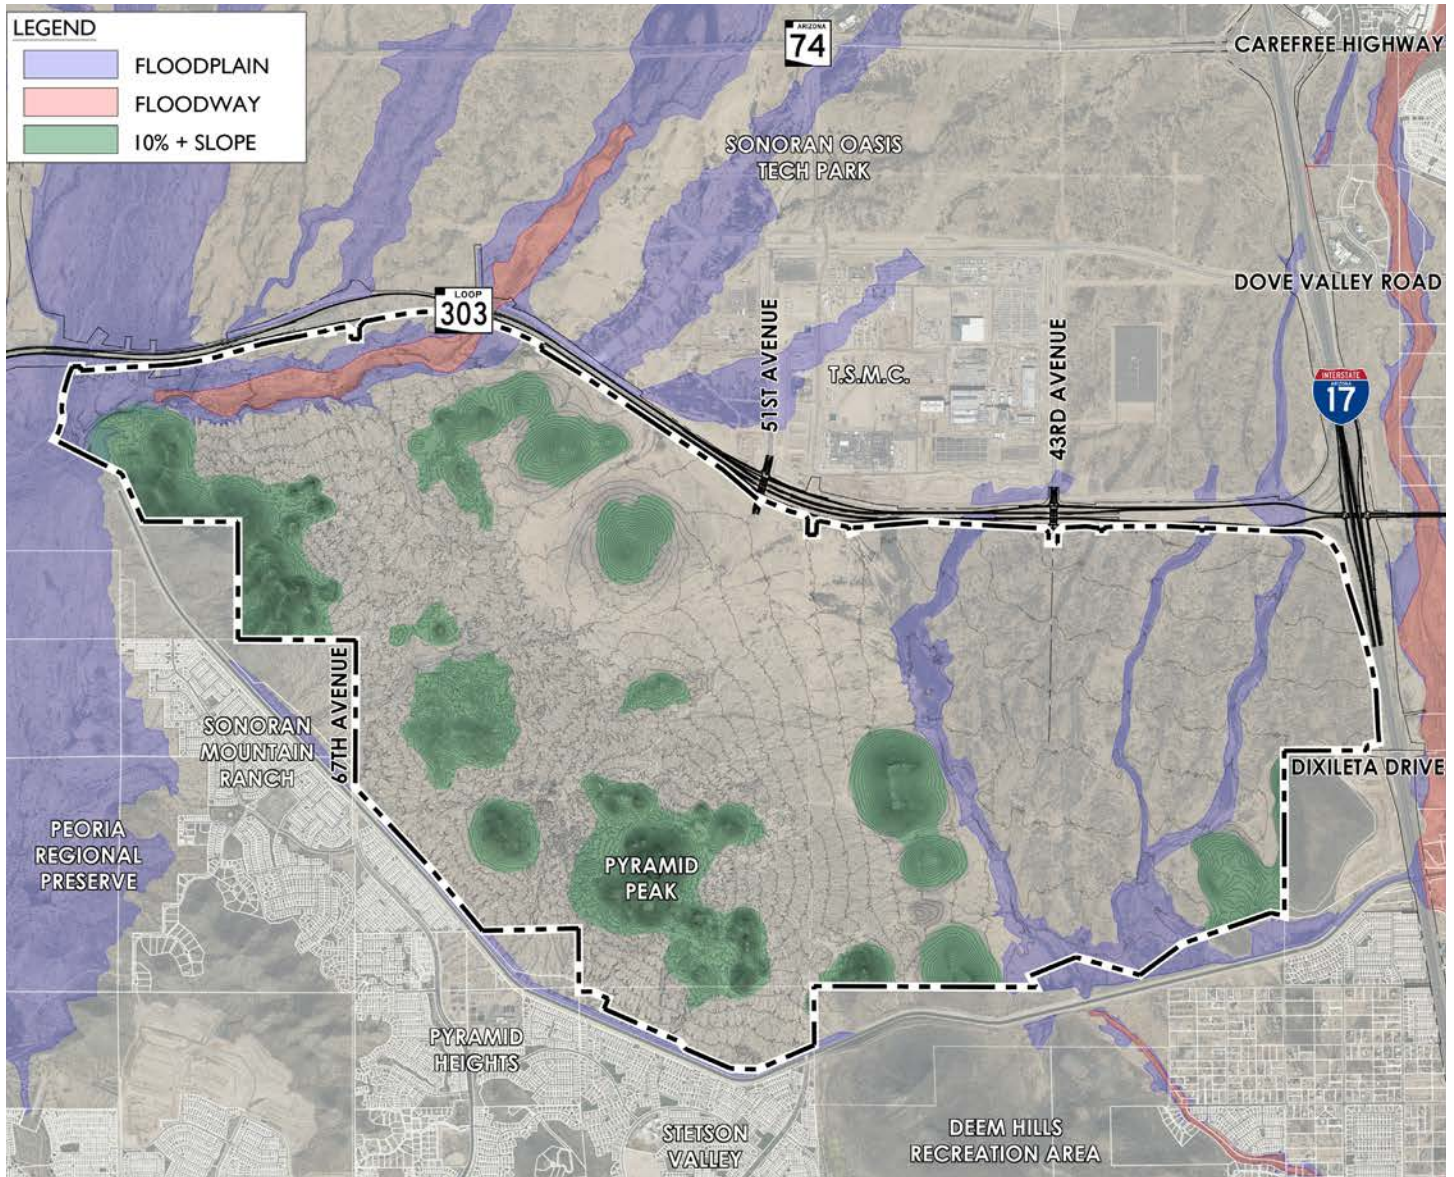 LEGEND
FLOODPLAIN
FLOODWAY
10% + SLOPE
ARIZONA
74
CAREFREE HIGHWAY
SONORAN OASIS
TECH PARK
DOVE VALLEY ROAD
LOOP
303
51ST AVENUE
T.S.M.C.
43RD AVENUE
INTERSTATE
ARIZONA
17
67TH AVENUE
SONORAN
MOUNTAIN
RANCH
DIXILETA DRIVE
PEORIA
REGIONAL
PRESERVE
PYRAMID
PEAK
PYRAMID
HEIGHTS
STETSON
VALLEY
DEEM HILLS
RECREATION AREA